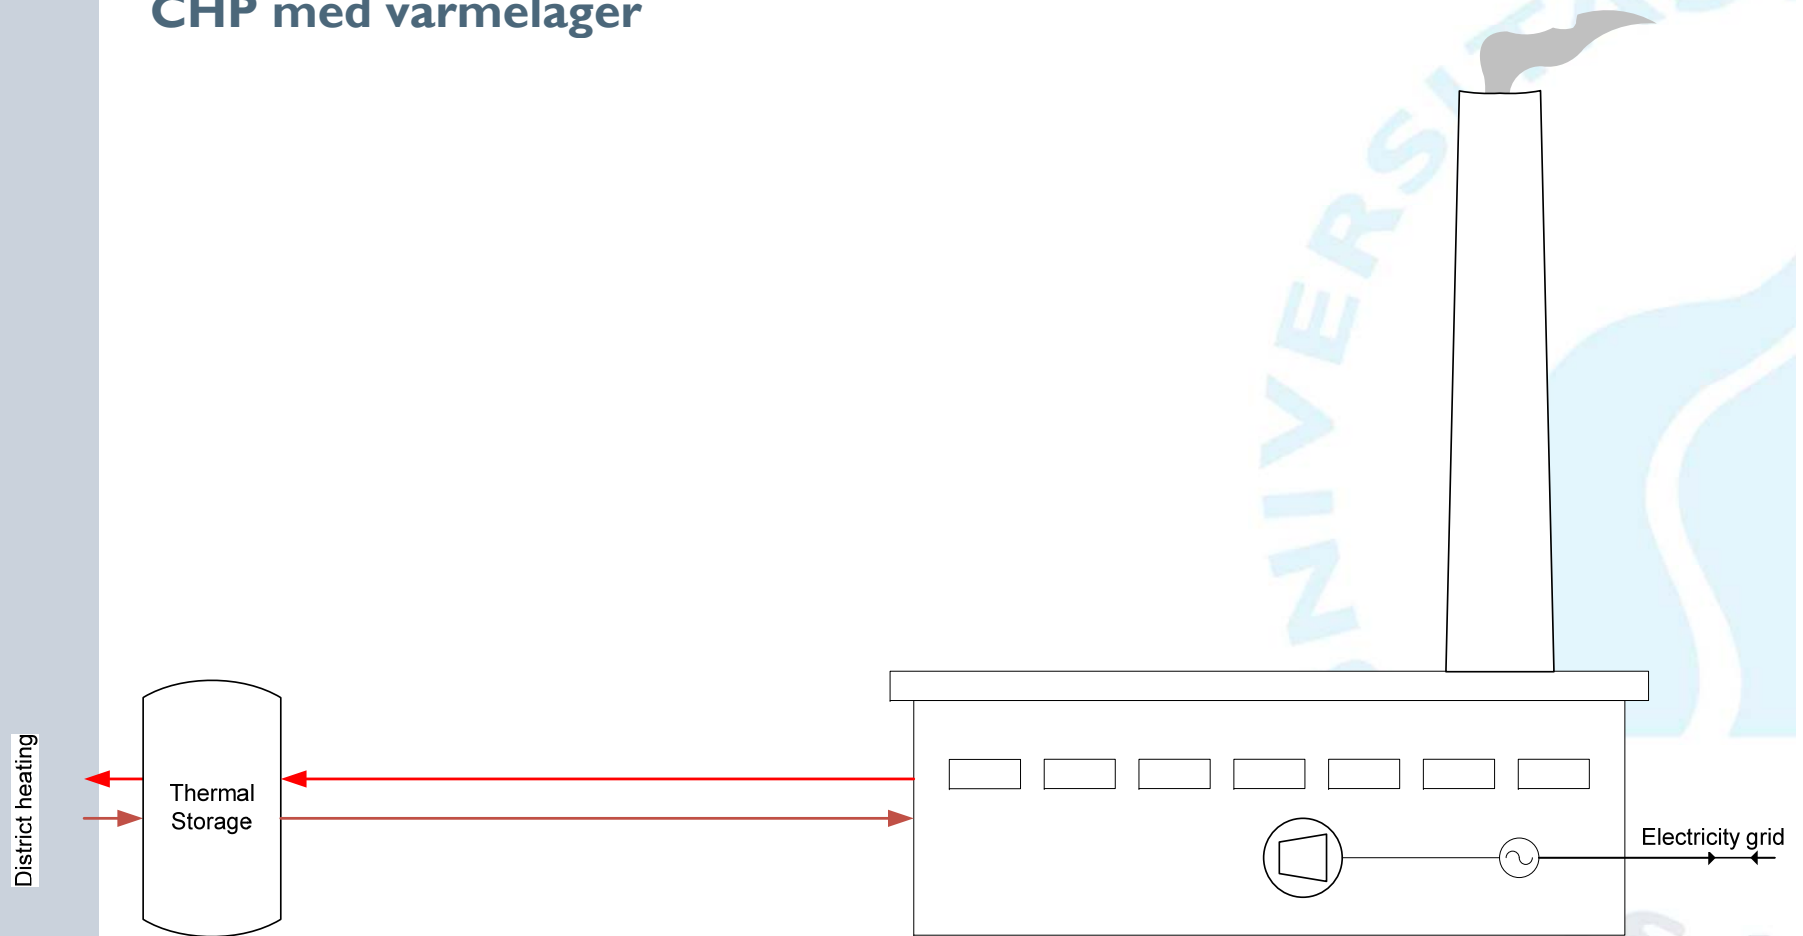 CHP med varmelager
District heating
Thermal
Storage
Electricity grid